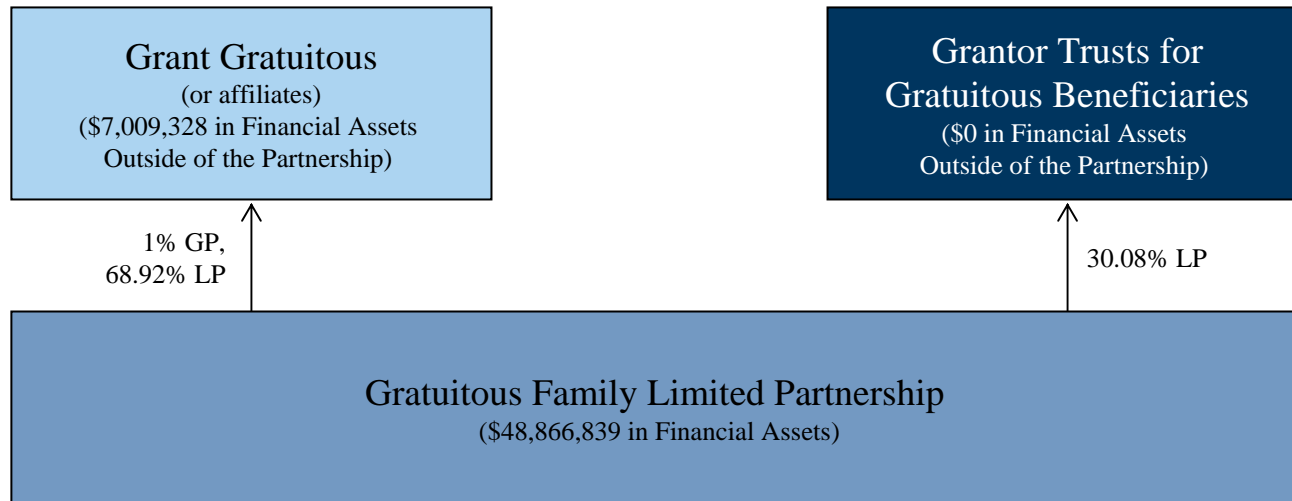 Grant Gratuitous
(or affiliates)
($7,009,328 in Financial Assets
Outside of the Partnership)
Grantor Trusts for
Gratuitous Beneficiaries
($0 in Financial Assets
Outside of the Partnership)
1% GP,
68.92% LP
30.08% LP
Gratuitous Family Limited Partnership
($48,866,839 in Financial Assets)